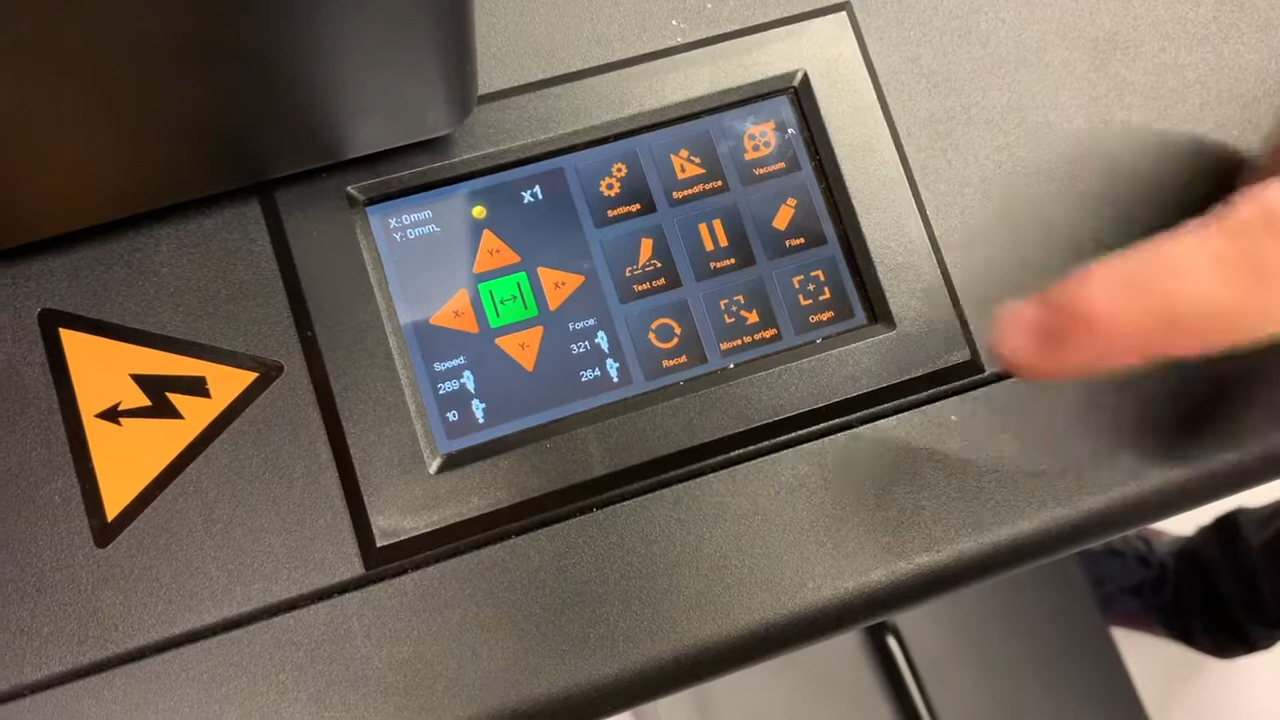 X:0mm
Y:0mm
x1
Y+
X-
X+
Y-
Speed:
289
10
Force:
321
264
Settings
Speed/Force
Vacuum
Test cut
Pause
Files
Recut
Move to origin
Origin